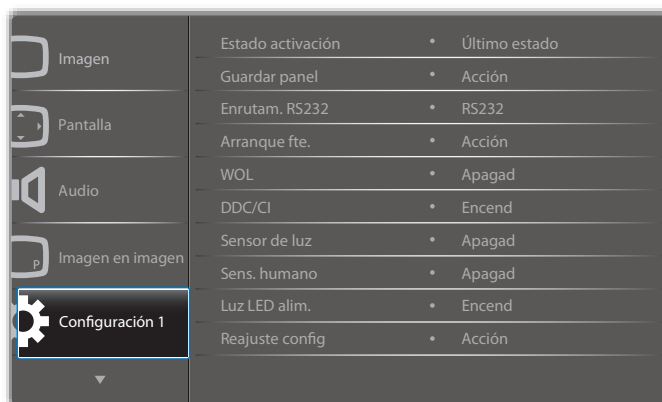 Imagen
Pantalla
Audio
P
Imagen en imagen
Configuración 1
Estado activación • Último estado
Guardar panel • Acción
Enrutam. RS232 • RS232
Arranque fte. • Acción
WOL • Apagad
DDC/CI • Encend
Sensor de luz • Apagad
Sens. humano • Apagad
Luz LED alim. • Encend
Reajuste config • Acción